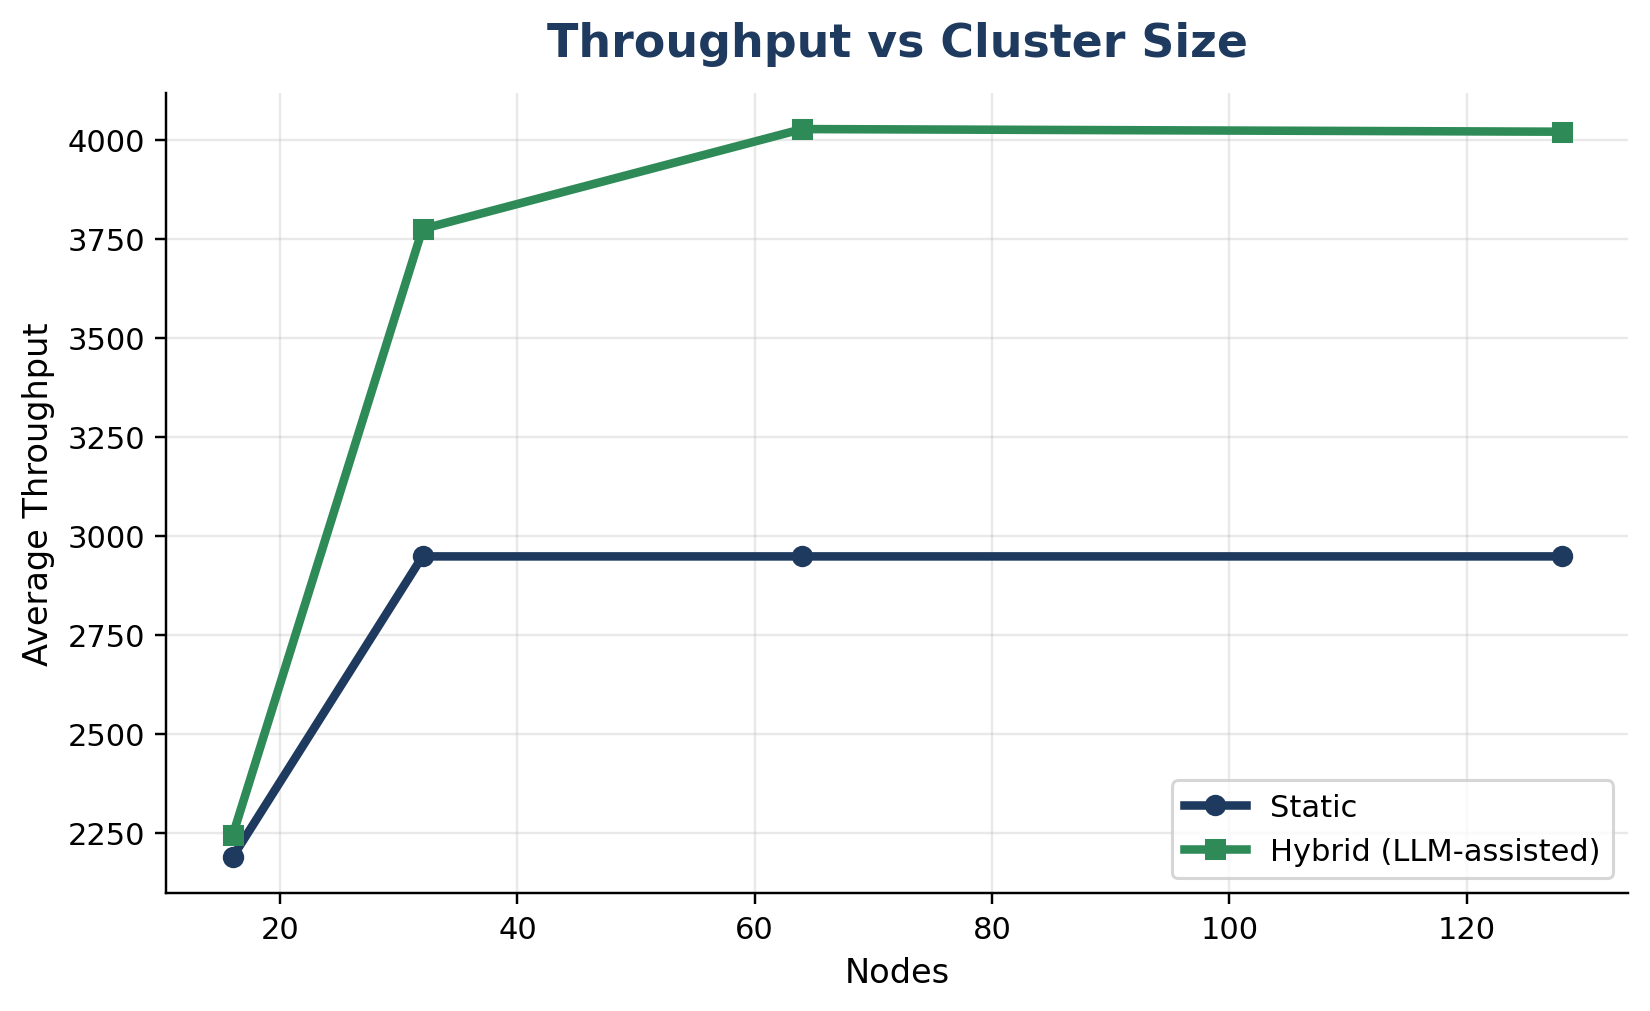 Throughput vs Cluster Size
4000
3750
3500
3250
3000
2750
2500
2250
Average Throughput
Static
Hybrid (LLM-assisted)
20 40 60 80 100 120
Nodes